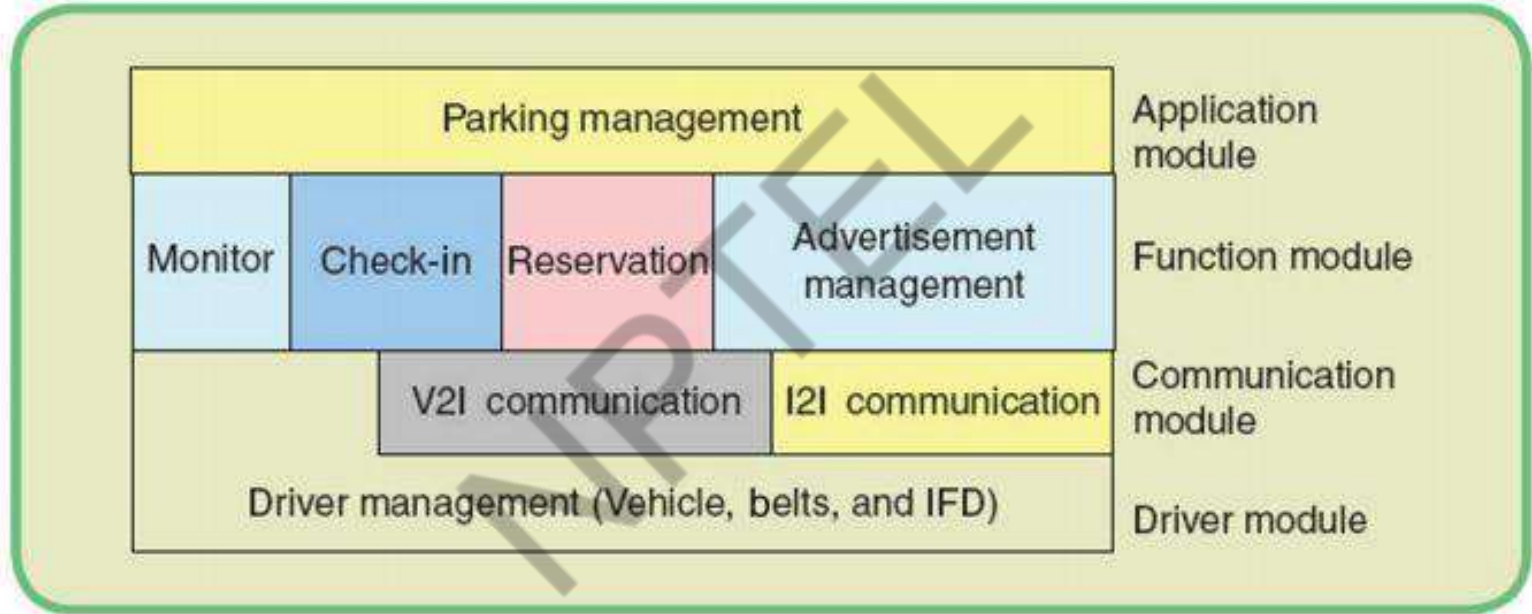 Parking management
Application
module
Monitor
Check-in
Reservation
Advertisement
management
Function module
V2I communication
I2I communication
Communication
module
Driver management (Vehicle, belts, and IFD)
Driver module
NPTEL